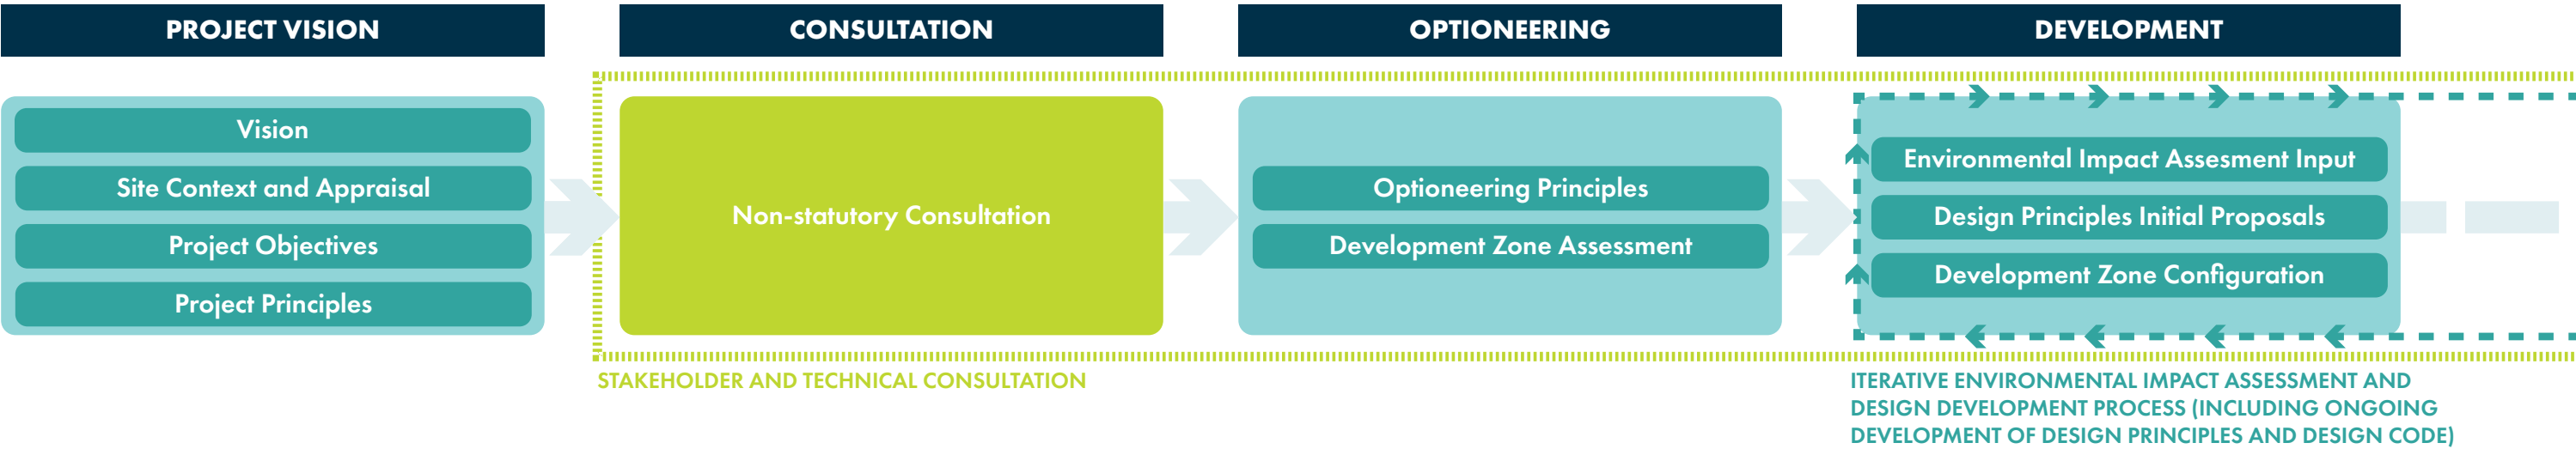 PROJECT VISION
CONSULTATION
OPTIONEERING
DEVELOPMENT
Vision
Site Context and Appraisal
Project Objectives
Project Principles
Non-statutory Consultation
Optioneering Principles
Development Zone Assessment
Environmental Impact Assesment Input
Design Principles Initial Proposals
Development Zone Configuration
STAKEHOLDER AND TECHNICAL CONSULTATION
ITERATIVE ENVIRONMENTAL IMPACT ASSESSMENT AND
DESIGN DEVELOPMENT PROCESS (INCLUDING ONGOING
DEVELOPMENT OF DESIGN PRINCIPLES AND DESIGN CODE)